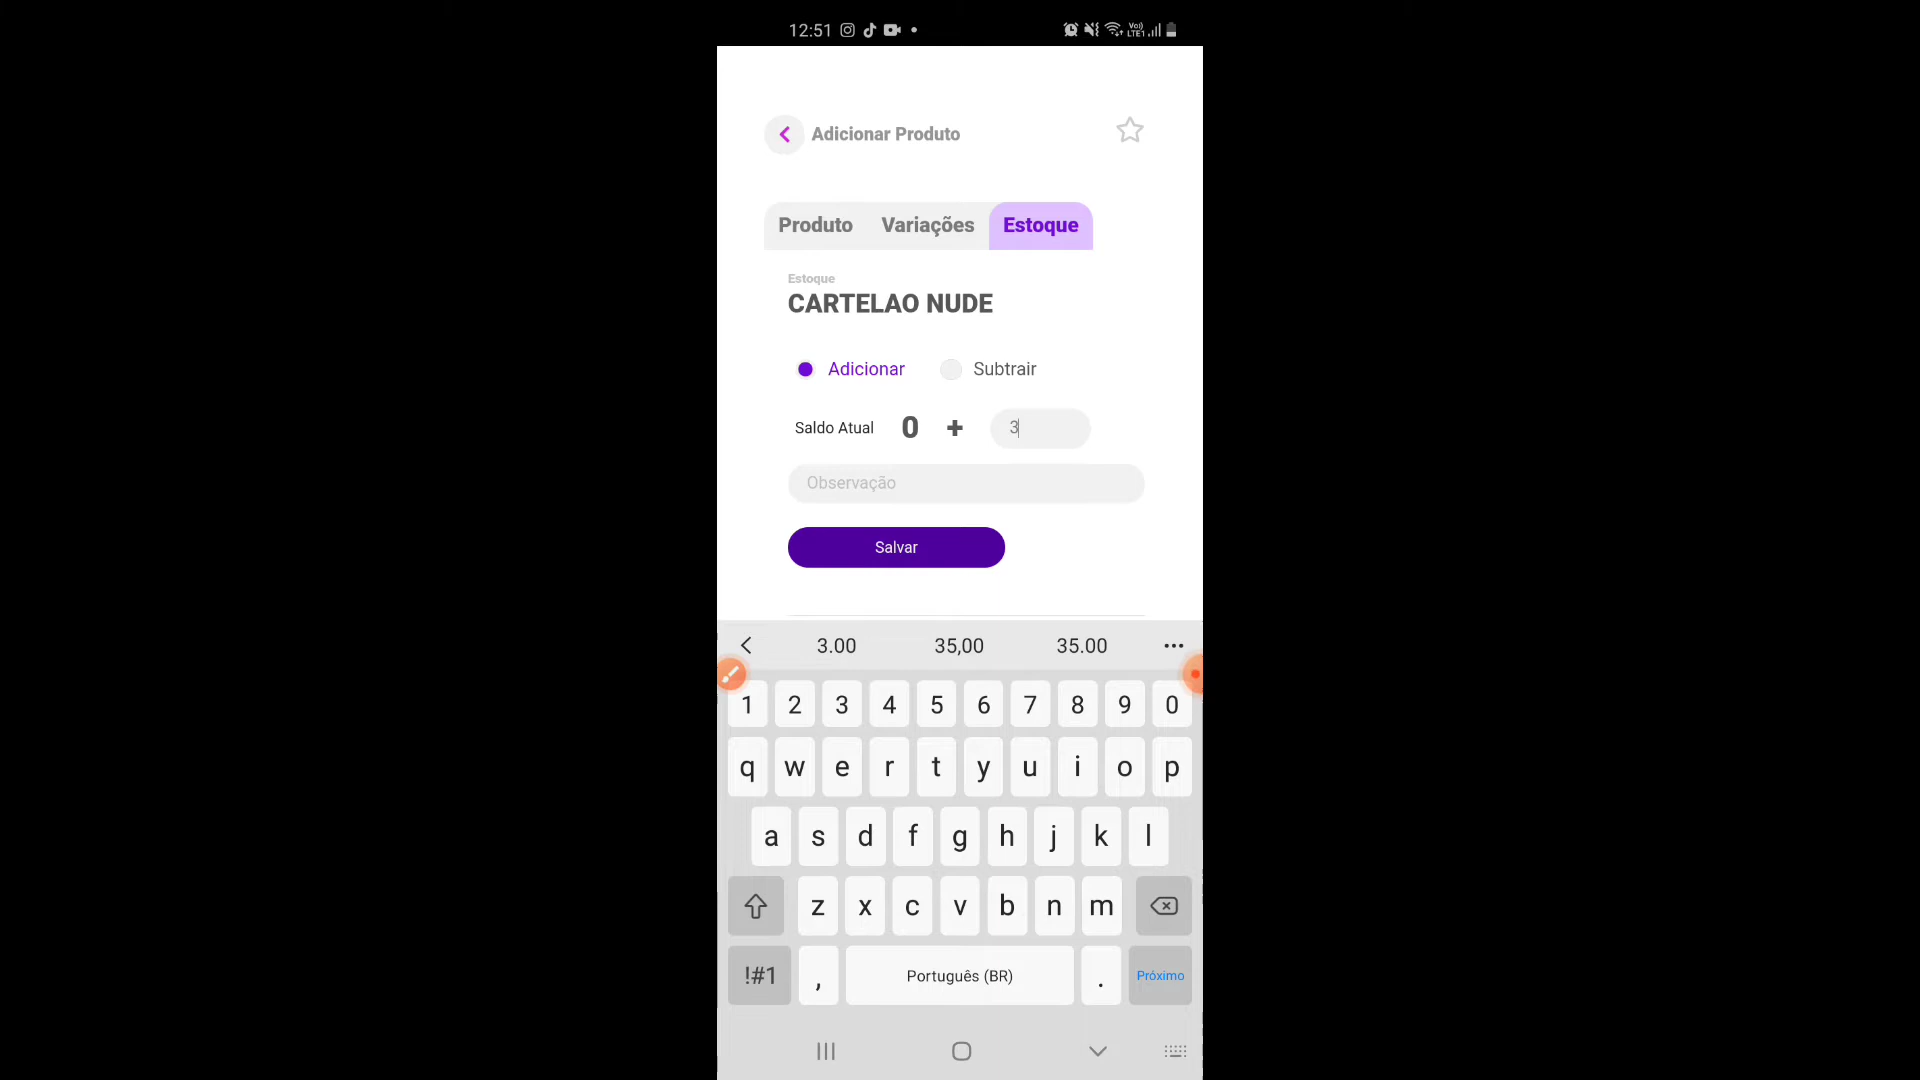 12:51
Vo)) LTE1
Adicionar Produto
Produto Variações Estoque
Estoque
CARTELAO NUDE
Adicionar Subtrair
Saldo Atual 0 + 3
Observação
Salvar
3.00 35,00 35.00 •••
1 2 3 4 5 6 7 8 9 0
q w e r t y u i o p
a s d f g h j k l
z x c v b n m
!#1 , Português (BR) . Próximo